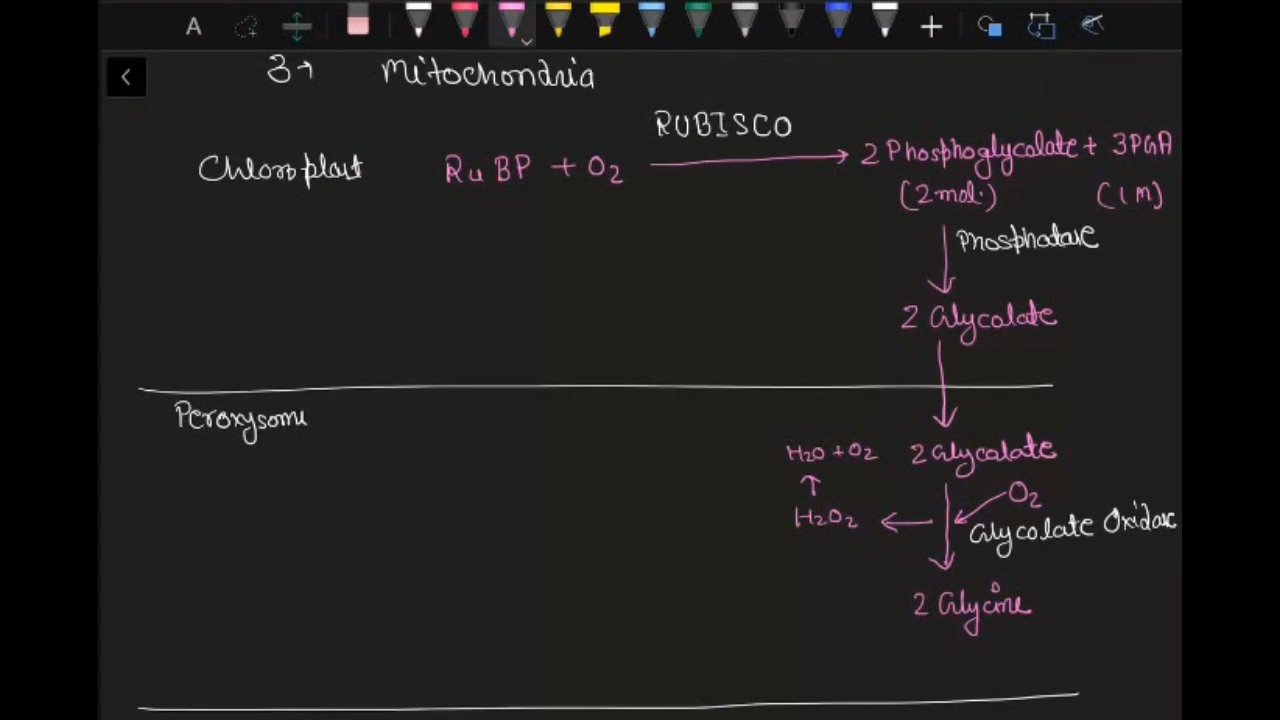 A
3→ Mitochondria
RUBISCO
Chloroplast RuBP + O2 → 2 Phosphoglycolate + 3PGA
(2 mol.) (1 M)
Phosphatase
2 Glycolate
Peroxysome
H2O + O2 2 Glycolate
↑ O2
H2O2 ← Glycolate Oxidase
2 Glycine